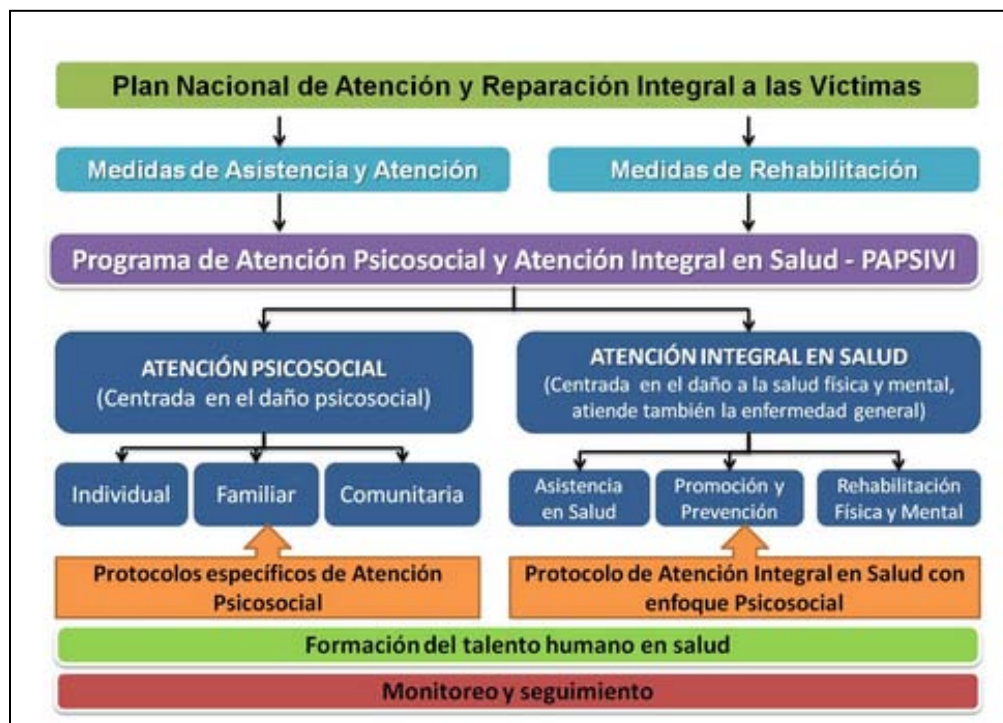 Plan Nacional de Atención y Reparación Integral a las Víctimas
Medidas de Asistencia y Atención
Medidas de Rehabilitación
Programa de Atención Psicosocial y Atención Integral en Salud - PAPSIVI
ATENCIÓN PSICOSOCIAL
(Centrada en el daño psicosocial)
ATENCIÓN INTEGRAL EN SALUD
(Centrada en el daño a la salud física y mental,
atiende también la enfermedad general)
Individual
Familiar
Comunitaria
Asistencia
en Salud
Promoción y
Prevención
Rehabilitación
Física y Mental
Protocolos específicos de Atención
Psicosocial
Protocolo de Atención Integral en Salud con
enfoque Psicosocial
Formación del talento humano en salud
Monitoreo y seguimiento